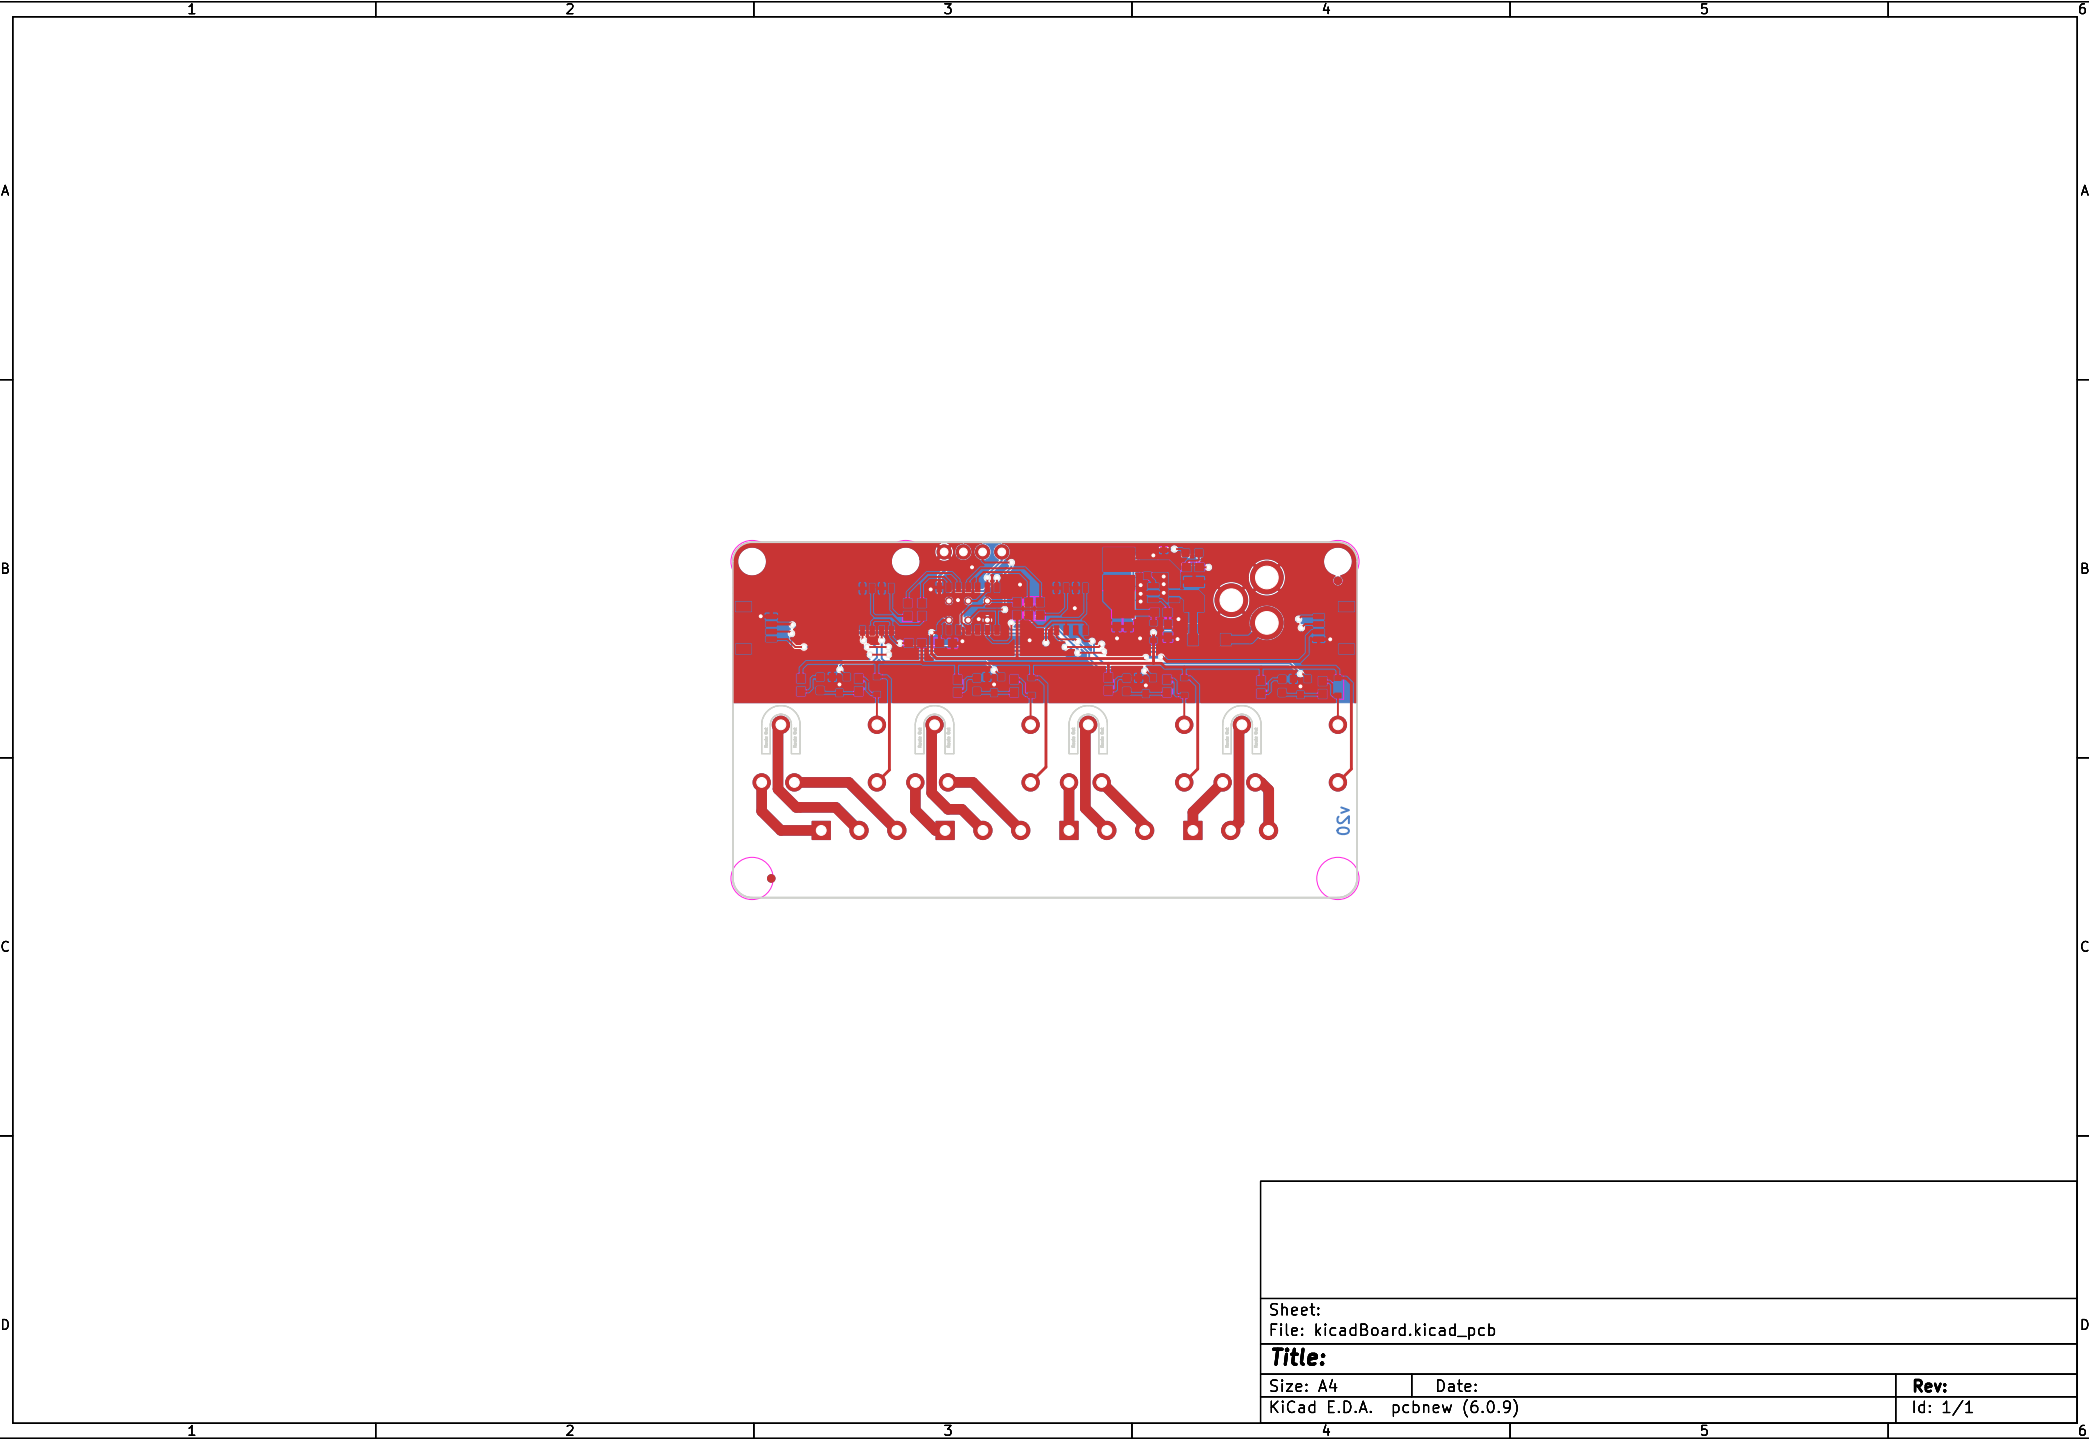 1 2 3 4 5 6
A A
B B
v20
C C
D D
Sheet:
File: kicadBoard.kicad_pcb
Title:
Size: A4 Date: Rev:
KiCad E.D.A. pcbnew (6.0.9) Id: 1/1
1 2 3 4 5 6